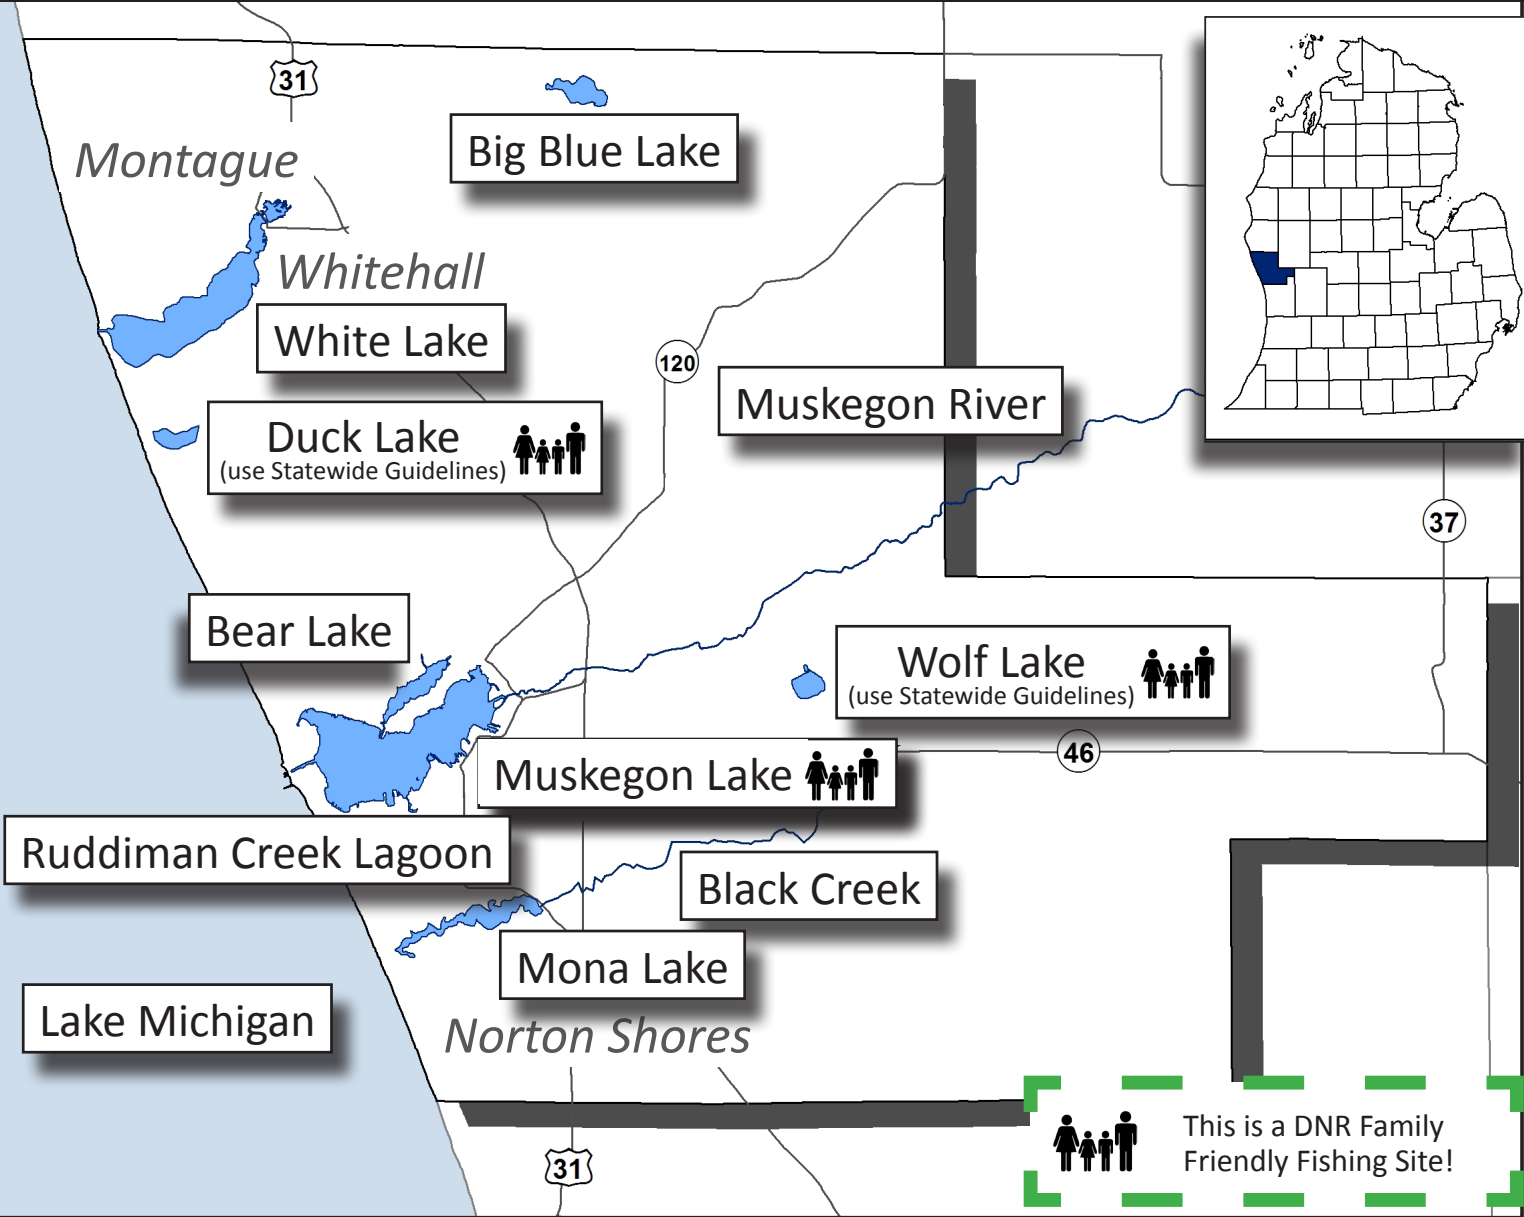 31
Big Blue Lake
Montague
Whitehall
White Lake
120
Muskegon River
Duck Lake
(use Statewide Guidelines)
37
Bear Lake
Wolf Lake
(use Statewide Guidelines)
46
Muskegon Lake
Ruddiman Creek Lagoon
Black Creek
Mona Lake
Lake Michigan
Norton Shores
This is a DNR Family
Friendly Fishing Site!
31